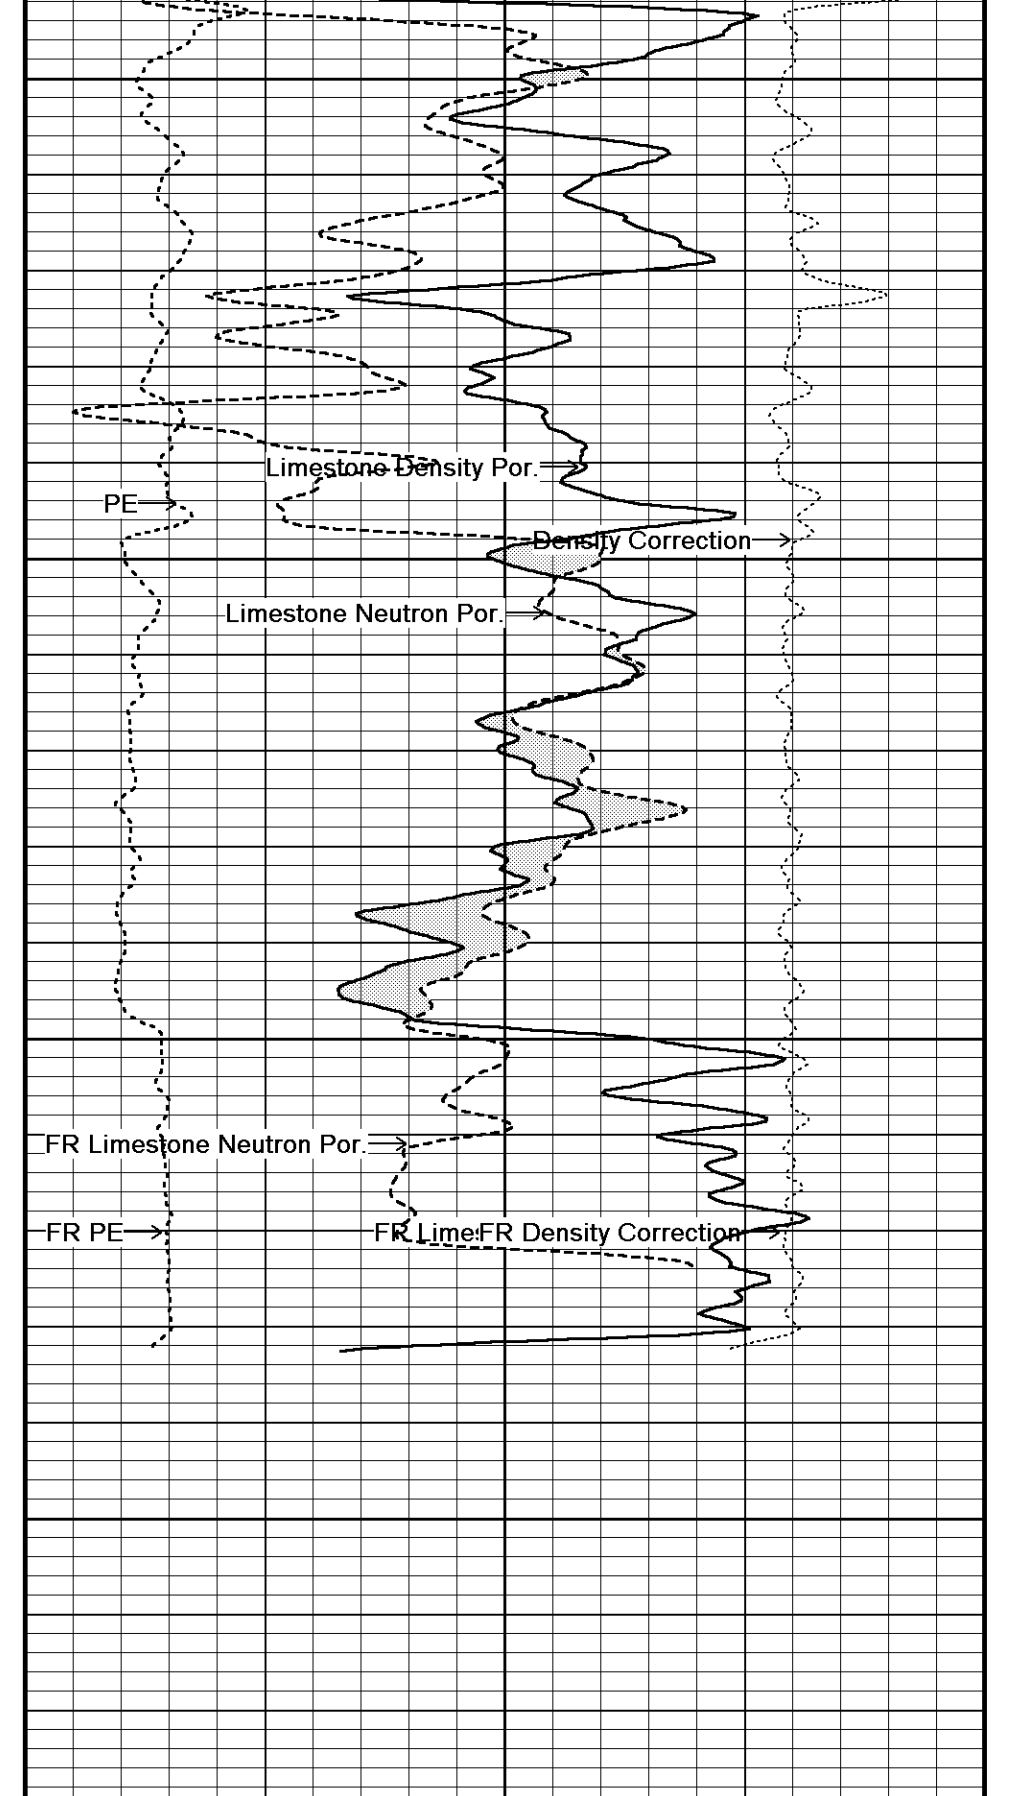 Limestone Density Por.
PE
Density Correction
Limestone Neutron Por.
FR Limestone Neutron Por.
FR PE
FR Lime
FR Density Correction